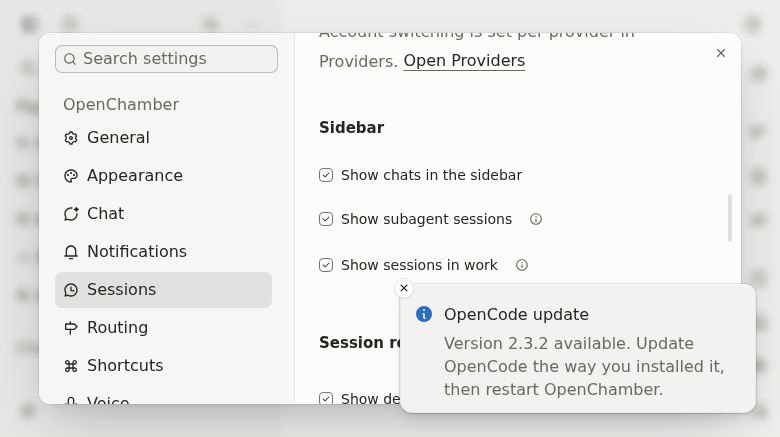 Search settings
OpenChamber
General
Appearance
Chat
Notifications
Sessions
Routing
Shortcuts
Voice
Account switching is set per provider in
Providers. Open Providers
Sidebar
Show chats in the sidebar
Show subagent sessions
Show sessions in work
Session re
Show de
OpenCode update
Version 2.3.2 available. Update
OpenCode the way you installed it,
then restart OpenChamber.